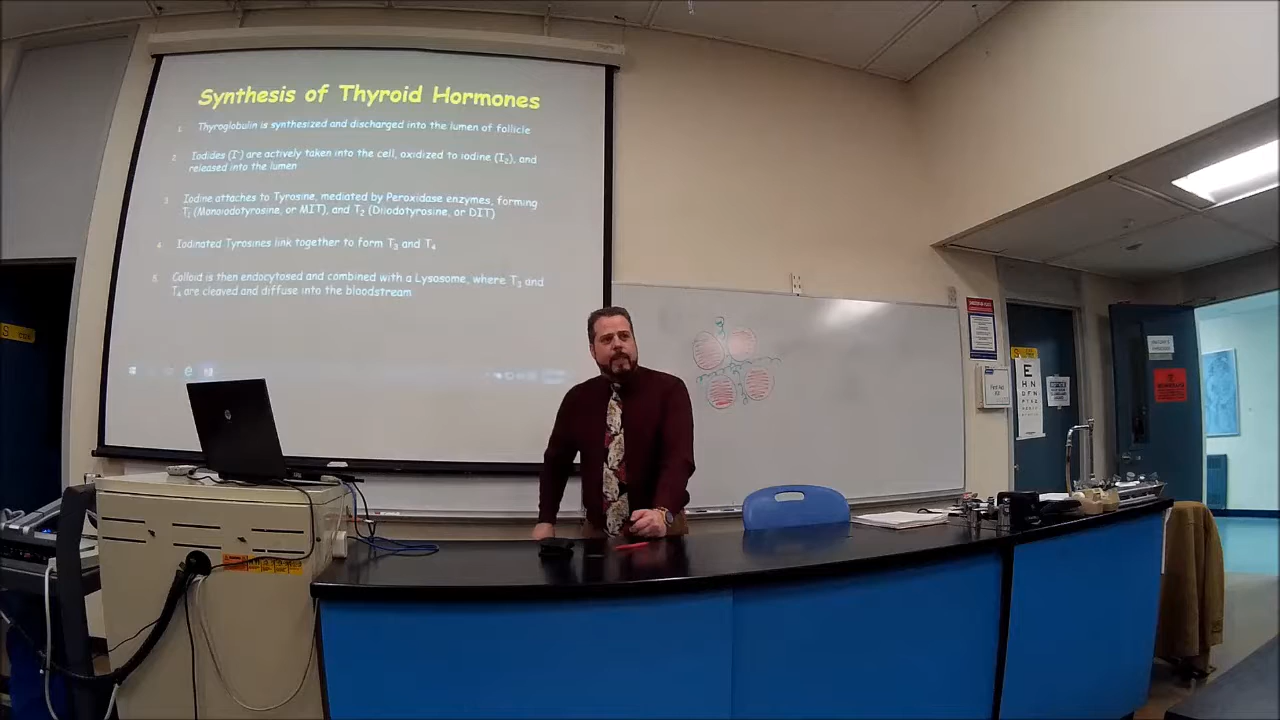 Synthesis of Thyroid Hormones
1. Thyroglobulin is synthesized and discharged into the lumen of follicle
2. Iodides (I⁻) are actively taken into the cell, oxidized to iodine (I₂), and
released into the lumen
3. Iodine attaches to Tyrosine, mediated by Peroxidase enzymes, forming
T₁ (Monoiodotyrosine, or MIT), and T₂ (Diiodotyrosine, or DIT)
4. Iodinated Tyrosines link together to form T₃ and T₄
5. Colloid is then endocytosed and combined with a Lysosome, where T₃ and
T₄ are cleaved and diffuse into the bloodstream
hp
First Aid
Kit
E
H N
D F N